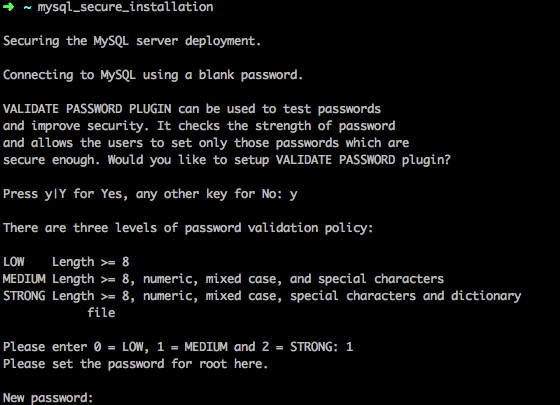 ➜ ~ mysql_secure_installation
Securing the MySQL server deployment.
Connecting to MySQL using a blank password.
VALIDATE PASSWORD PLUGIN can be used to test passwords
and improve security. It checks the strength of password
and allows the users to set only those passwords which are
secure enough. Would you like to setup VALIDATE PASSWORD plugin?
Press y|Y for Yes, any other key for No: y
There are three levels of password validation policy:
LOW    Length >= 8
MEDIUM Length >= 8, numeric, mixed case, and special characters
STRONG Length >= 8, numeric, mixed case, special characters and dictionary
file
Please enter 0 = LOW, 1 = MEDIUM and 2 = STRONG: 1
Please set the password for root here.
New password: